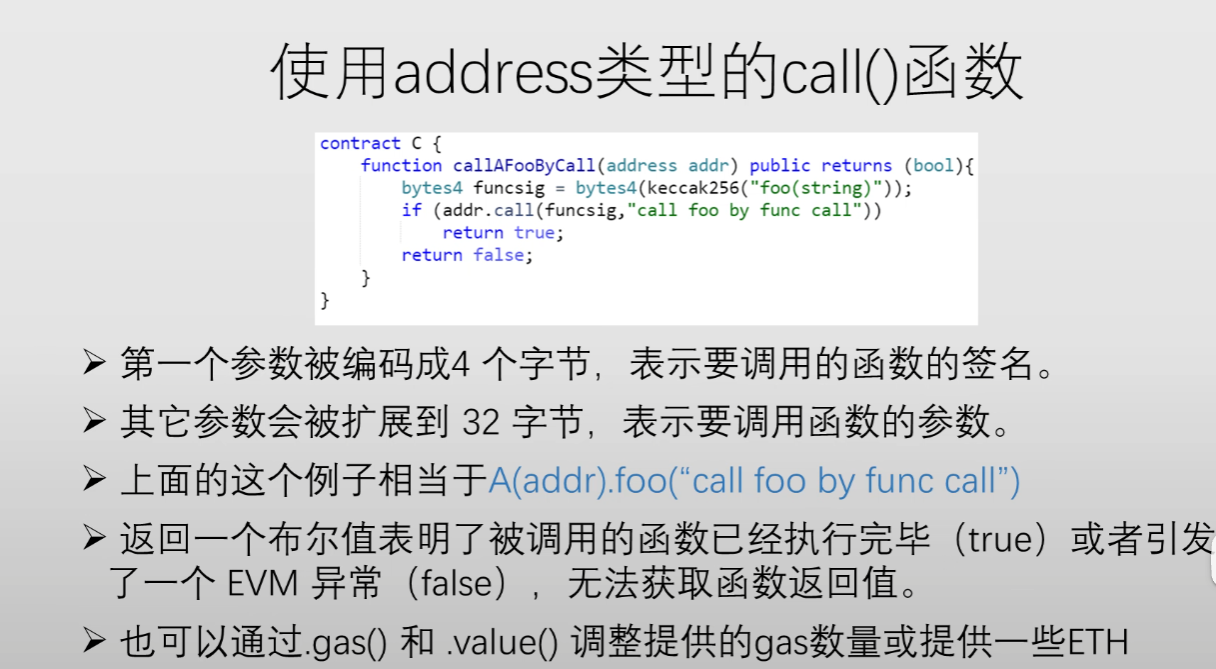 使用address类型的call()函数
contract C {
function callAFooByCall(address addr) public returns (bool){
bytes4 funcsig = bytes4(keccak256("foo(string)"));
if (addr.call(funcsig,"call foo by func call"))
return true;
return false;
}
}
➢ 第一个参数被编码成4 个字节，表示要调用的函数的签名。
➢ 其它参数会被扩展到 32 字节，表示要调用函数的参数。
➢ 上面的这个例子相当于A(addr).foo(“call foo by func call”)
➢ 返回一个布尔值表明了被调用的函数已经执行完毕（true）或者引发
了一个 EVM 异常（false），无法获取函数返回值。
➢ 也可以通过.gas() 和 .value() 调整提供的gas数量或提供一些ETH